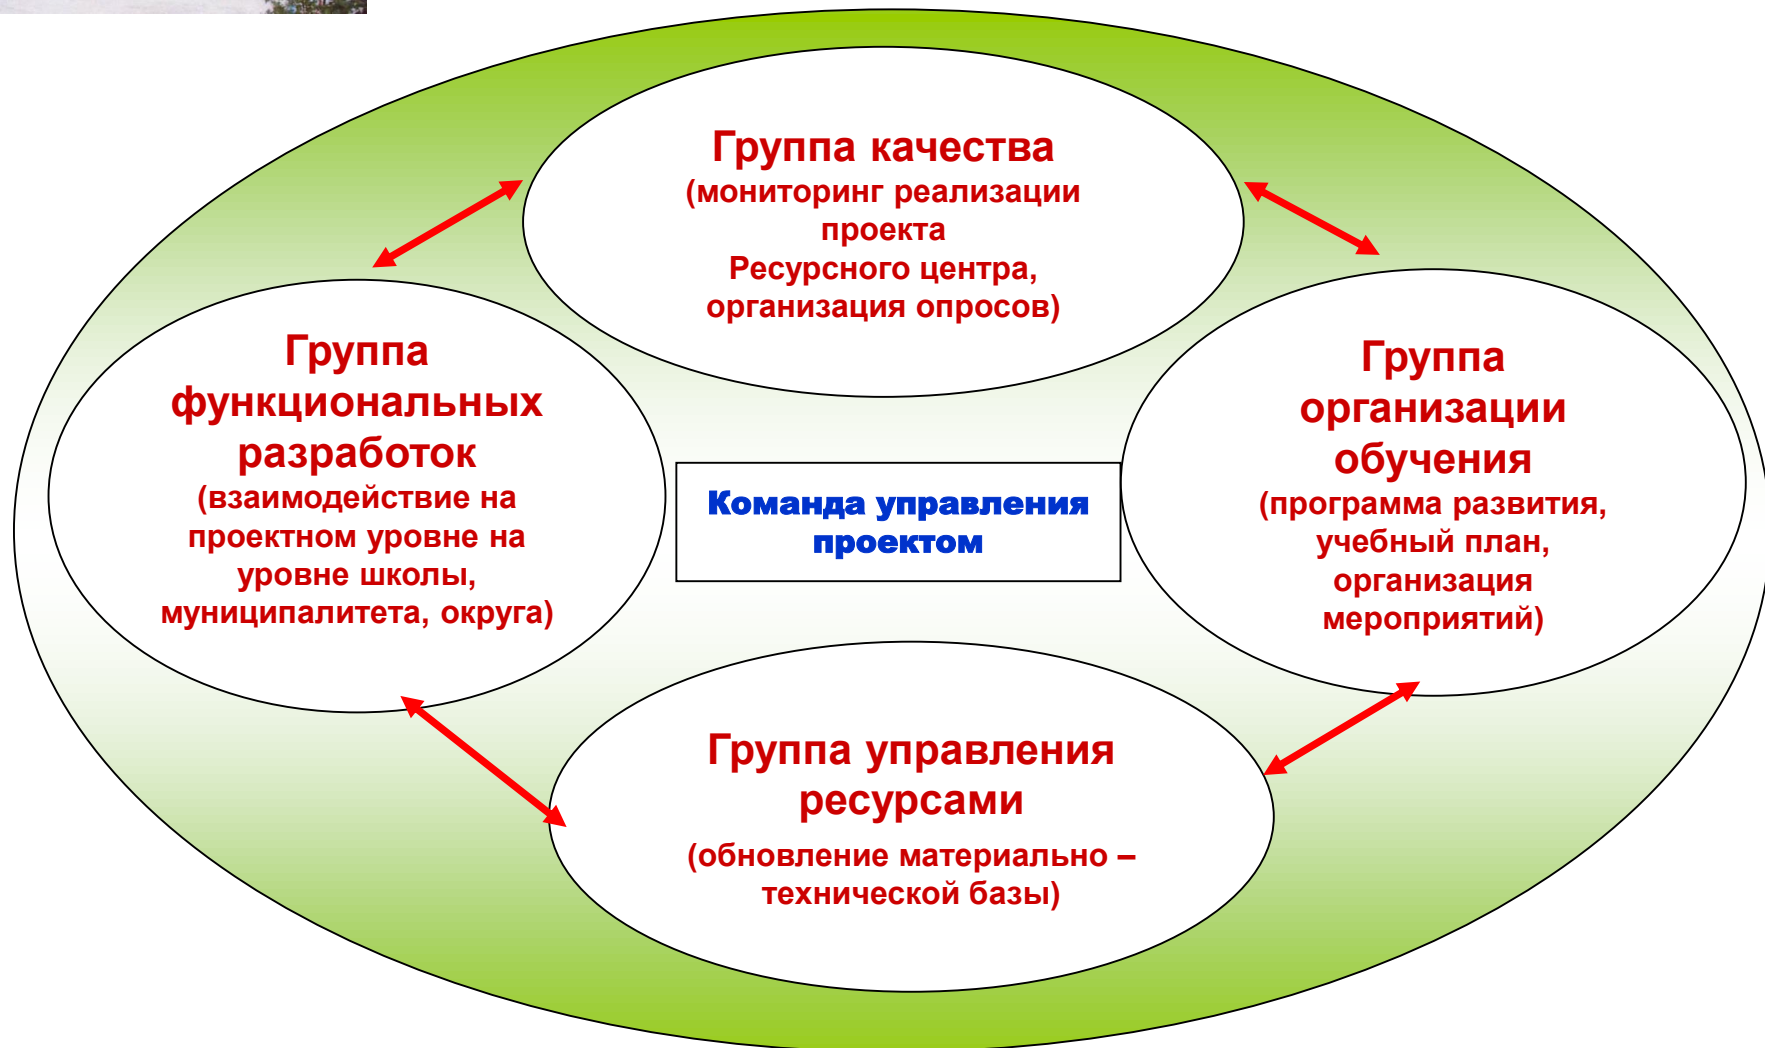 Группа качества
(мониторинг реализации
проекта
Ресурсного центра,
организация опросов)
Группа
функциональных
разработок
(взаимодействие на
проектном уровне на
уровне школы,
муниципалитета, округа)
Команда управления
проектом
Группа
организации
обучения
(программа развития,
учебный план,
организация
мероприятий)
Группа управления
ресурсами
(обновление материально –
технической базы)